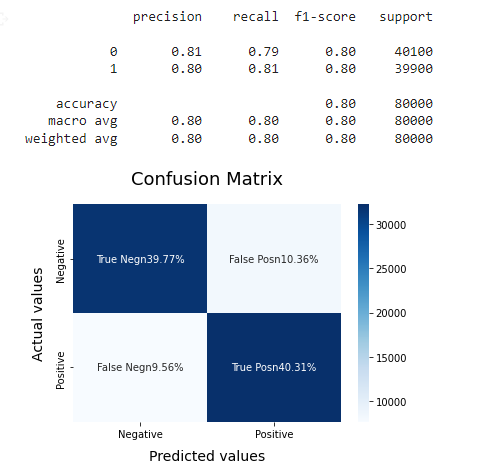 precision recall f1-score support
0 0.81 0.79 0.80 40100
1 0.80 0.81 0.80 39900
accuracy 0.80 80000
macro avg 0.80 0.80 0.80 80000
weighted avg 0.80 0.80 0.80 80000
Confusion Matrix
Actual values
Negative
Positive
True Negn39.77%
False Posn10.36%
False Negn9.56%
True Posn40.31%
30000
25000
20000
15000
10000
Negative
Positive
Predicted values